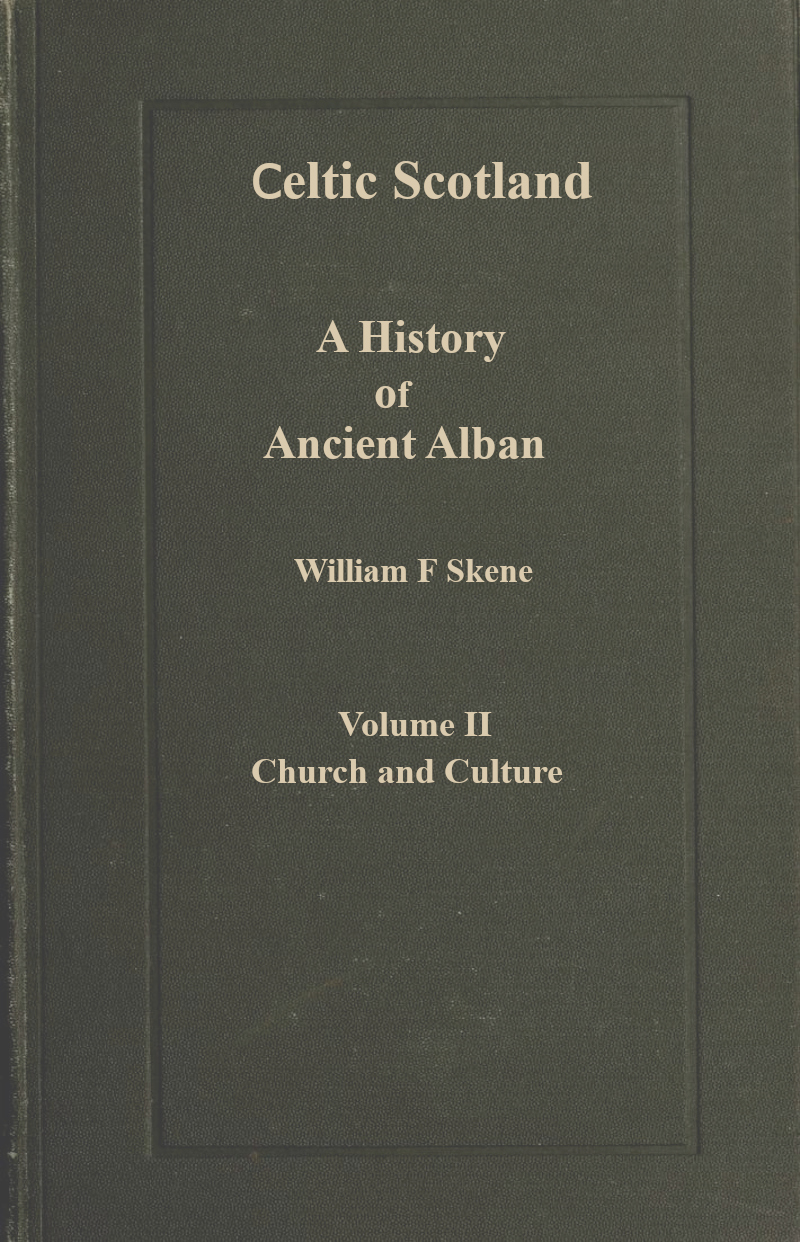 Celtic Scotland
A History
of
Ancient Alban
William F Skene
Volume II
Church and Culture